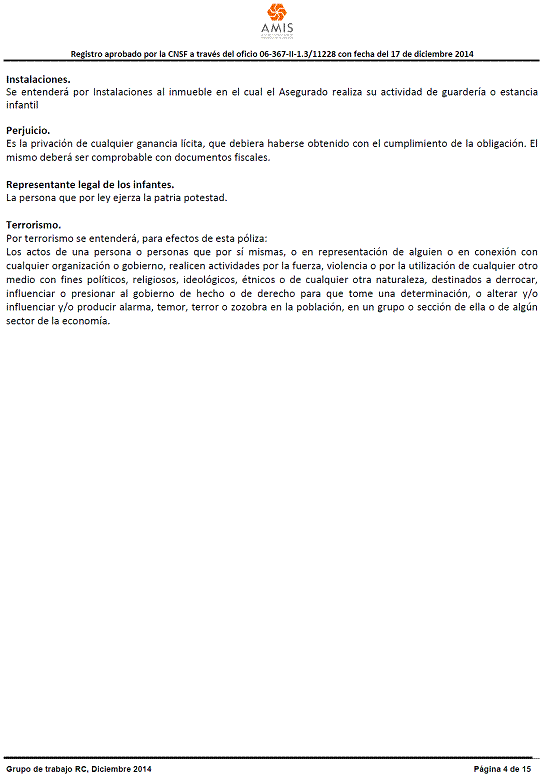 AMIS
Registro aprobado por la CNSF a través del oficio 06-367-II-1.3/11228 con fecha del 17 de diciembre 2014
Instalaciones.
Se entenderá por Instalaciones al inmueble en el cual el Asegurado realiza su actividad de guardería o estancia
infantil
Perjuicio.
Es la privación de cualquier ganancia lícita, que debiera haberse obtenido con el cumplimiento de la obligación. El
mismo deberá ser comprobable con documentos fiscales.
Representante legal de los infantes.
La persona que por ley ejerza la patria potestad.
Terrorismo.
Por terrorismo se entenderá, para efectos de esta póliza:
Los actos de una persona o personas que por sí mismas, o en representación de alguien o en conexión con
cualquier organización o gobierno, realicen actividades por la fuerza, violencia o por la utilización de cualquier otro
medio con fines políticos, religiosos, ideológicos, étnicos o de cualquier otra naturaleza, destinados a derrocar,
influenciar o presionar al gobierno de hecho o de derecho para que tome una determinación, o alterar y/o
influenciar y/o producir alarma, temor, terror o zozobra en la población, en un grupo o sección de ella o de algún
sector de la economía.
Grupo de trabajo RC, Diciembre 2014
Página 4 de 15